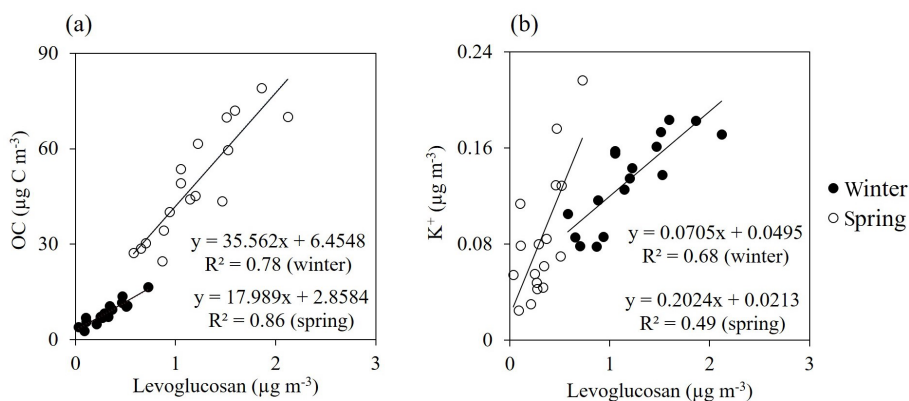 (a)
90
60
30
0
OC (µg C m⁻³)
y = 35.562x + 6.4548
R² = 0.78 (winter)
y = 17.989x + 2.8584
R² = 0.86 (spring)
0 1 2 3
Levoglucosan (µg m⁻³)
(b)
0.24
0.16
0.08
0
K⁺ (µg m⁻³)
y = 0.0705x + 0.0495
R² = 0.68 (winter)
y = 0.2024x + 0.0213
R² = 0.49 (spring)
0 1 2 3
Levoglucosan (µg m⁻³)
Winter
Spring